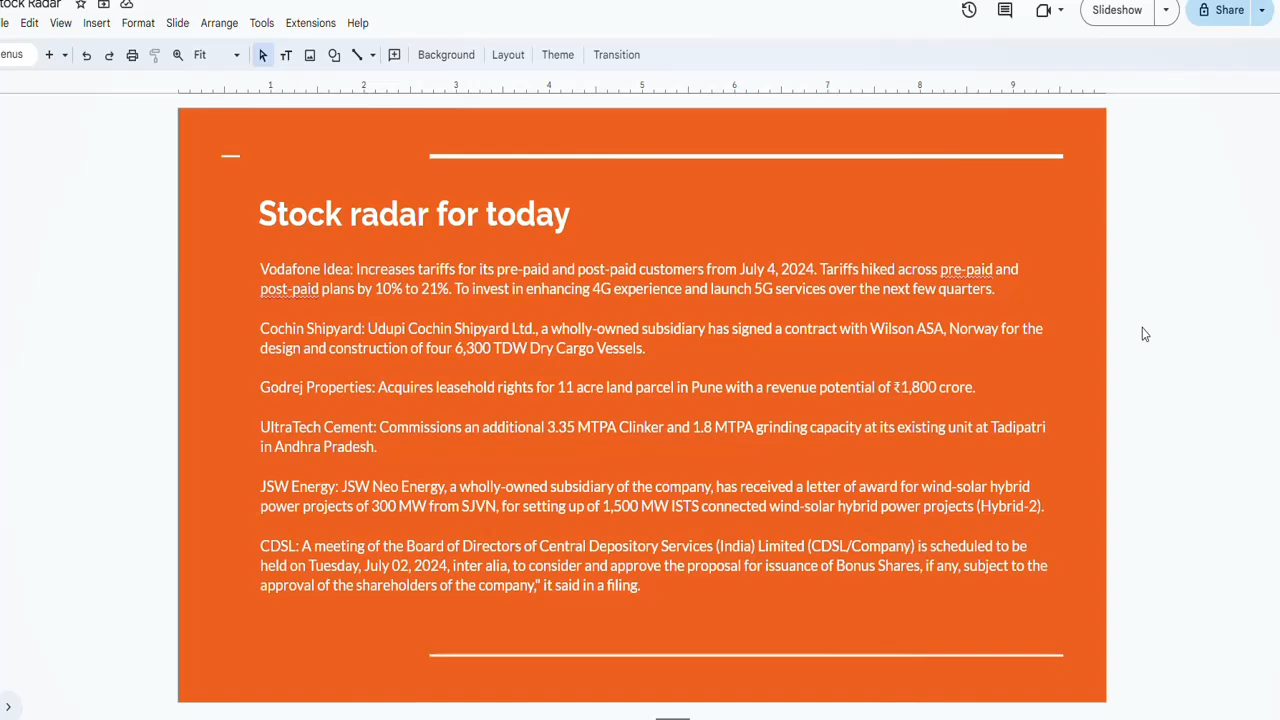 tock Radar
le Edit View Insert Format Slide Arrange Tools Extensions Help
Slideshow
Share
enus
Fit
Background Layout Theme Transition
1 2 3 4 5 6 7 8 9
Stock radar for today
Vodafone Idea: Increases tariffs for its pre-paid and post-paid customers from July 4, 2024. Tariffs hiked across pre-paid and
post-paid plans by 10% to 21%. To invest in enhancing 4G experience and launch 5G services over the next few quarters.
Cochin Shipyard: Udupi Cochin Shipyard Ltd., a wholly-owned subsidiary has signed a contract with Wilson ASA, Norway for the
design and construction of four 6,300 TDW Dry Cargo Vessels.
Godrej Properties: Acquires leasehold rights for 11 acre land parcel in Pune with a revenue potential of ₹1,800 crore.
UltraTech Cement: Commissions an additional 3.35 MTPA Clinker and 1.8 MTPA grinding capacity at its existing unit at Tadipatri
in Andhra Pradesh.
JSW Energy: JSW Neo Energy, a wholly-owned subsidiary of the company, has received a letter of award for wind-solar hybrid
power projects of 300 MW from SJVN, for setting up of 1,500 MW ISTS connected wind-solar hybrid power projects (Hybrid-2).
CDSL: A meeting of the Board of Directors of Central Depository Services (India) Limited (CDSL/Company) is scheduled to be
held on Tuesday, July 02, 2024, inter alia, to consider and approve the proposal for issuance of Bonus Shares, if any, subject to the
approval of the shareholders of the company," it said in a filing.